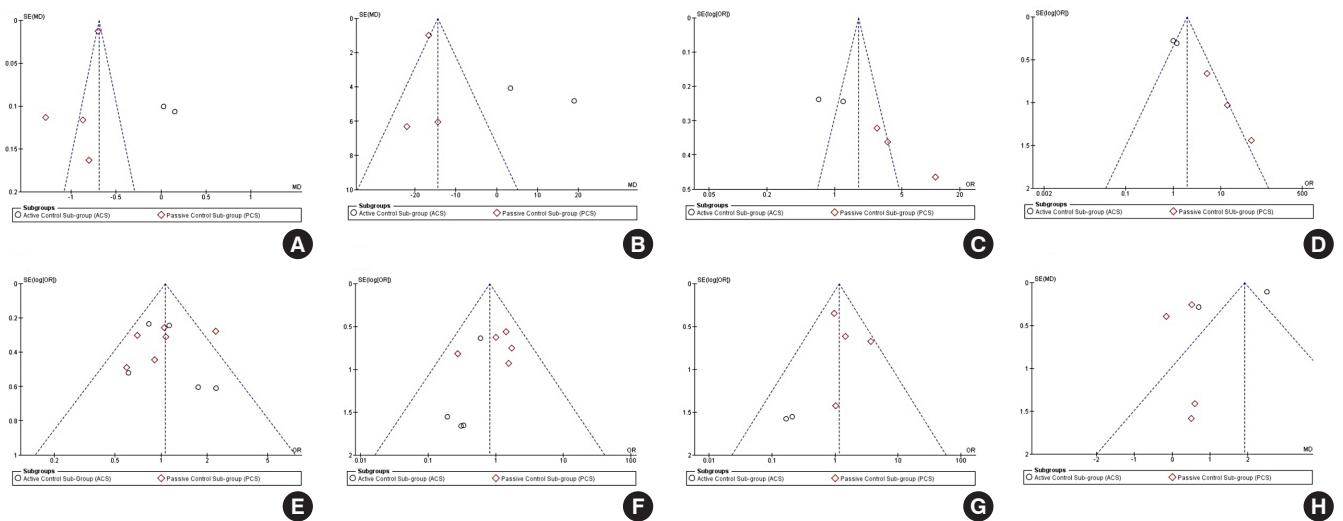 SE(MD)
0
0.05
0.1
0.15
0.2
-1
-0.5
0
0.5
1
MD
Subgroups
Active Control Sub-group (ACS) Passive Control Sub-group (PCS)
A
SE(MD)
0
2
4
6
8
10
-20
-10
0
10
20
MD
Subgroups
Active Control Sub-group (ACS) Passive Control Sub-group (PCS)
B
SE(log[OR])
0
0.1
0.2
0.3
0.4
0.5
0.05
0.2
1
5
20
OR
Subgroups
Active Control Sub-group (ACS) Passive Control Sub-group (PCS)
C
SE(log[OR])
0
0.5
1
1.5
2
0.002
0.1
1
10
500
OR
Subgroups
Active Control Sub-group (ACS) Passive Control SUb-group (PCS)
D
SE(log[OR])
0
0.2
0.4
0.6
0.8
1
0.2
0.5
1
2
5
OR
Subgroups
Active Control Sub-Group (ACS) Passive Control Sub-group (PCS)
E
SE(log[OR])
0
0.5
1
1.5
2
0.01
0.1
1
10
100
OR
Subgroups
Active Control Sub-group (ACS) Passive Control Sub-group (PCS)
F
SE(log[OR])
0
0.5
1
1.5
2
0.01
0.1
1
10
100
OR
Subgroups
Active Control Sub-group (ACS) Passive Control Sub-group (PCS)
G
SE(MD)
0
0.5
1
1.5
2
-2
0
1
2
MD
Subgroups
Active Control Sub-group (ACS) Passive Control Sub-group (PCS)
H